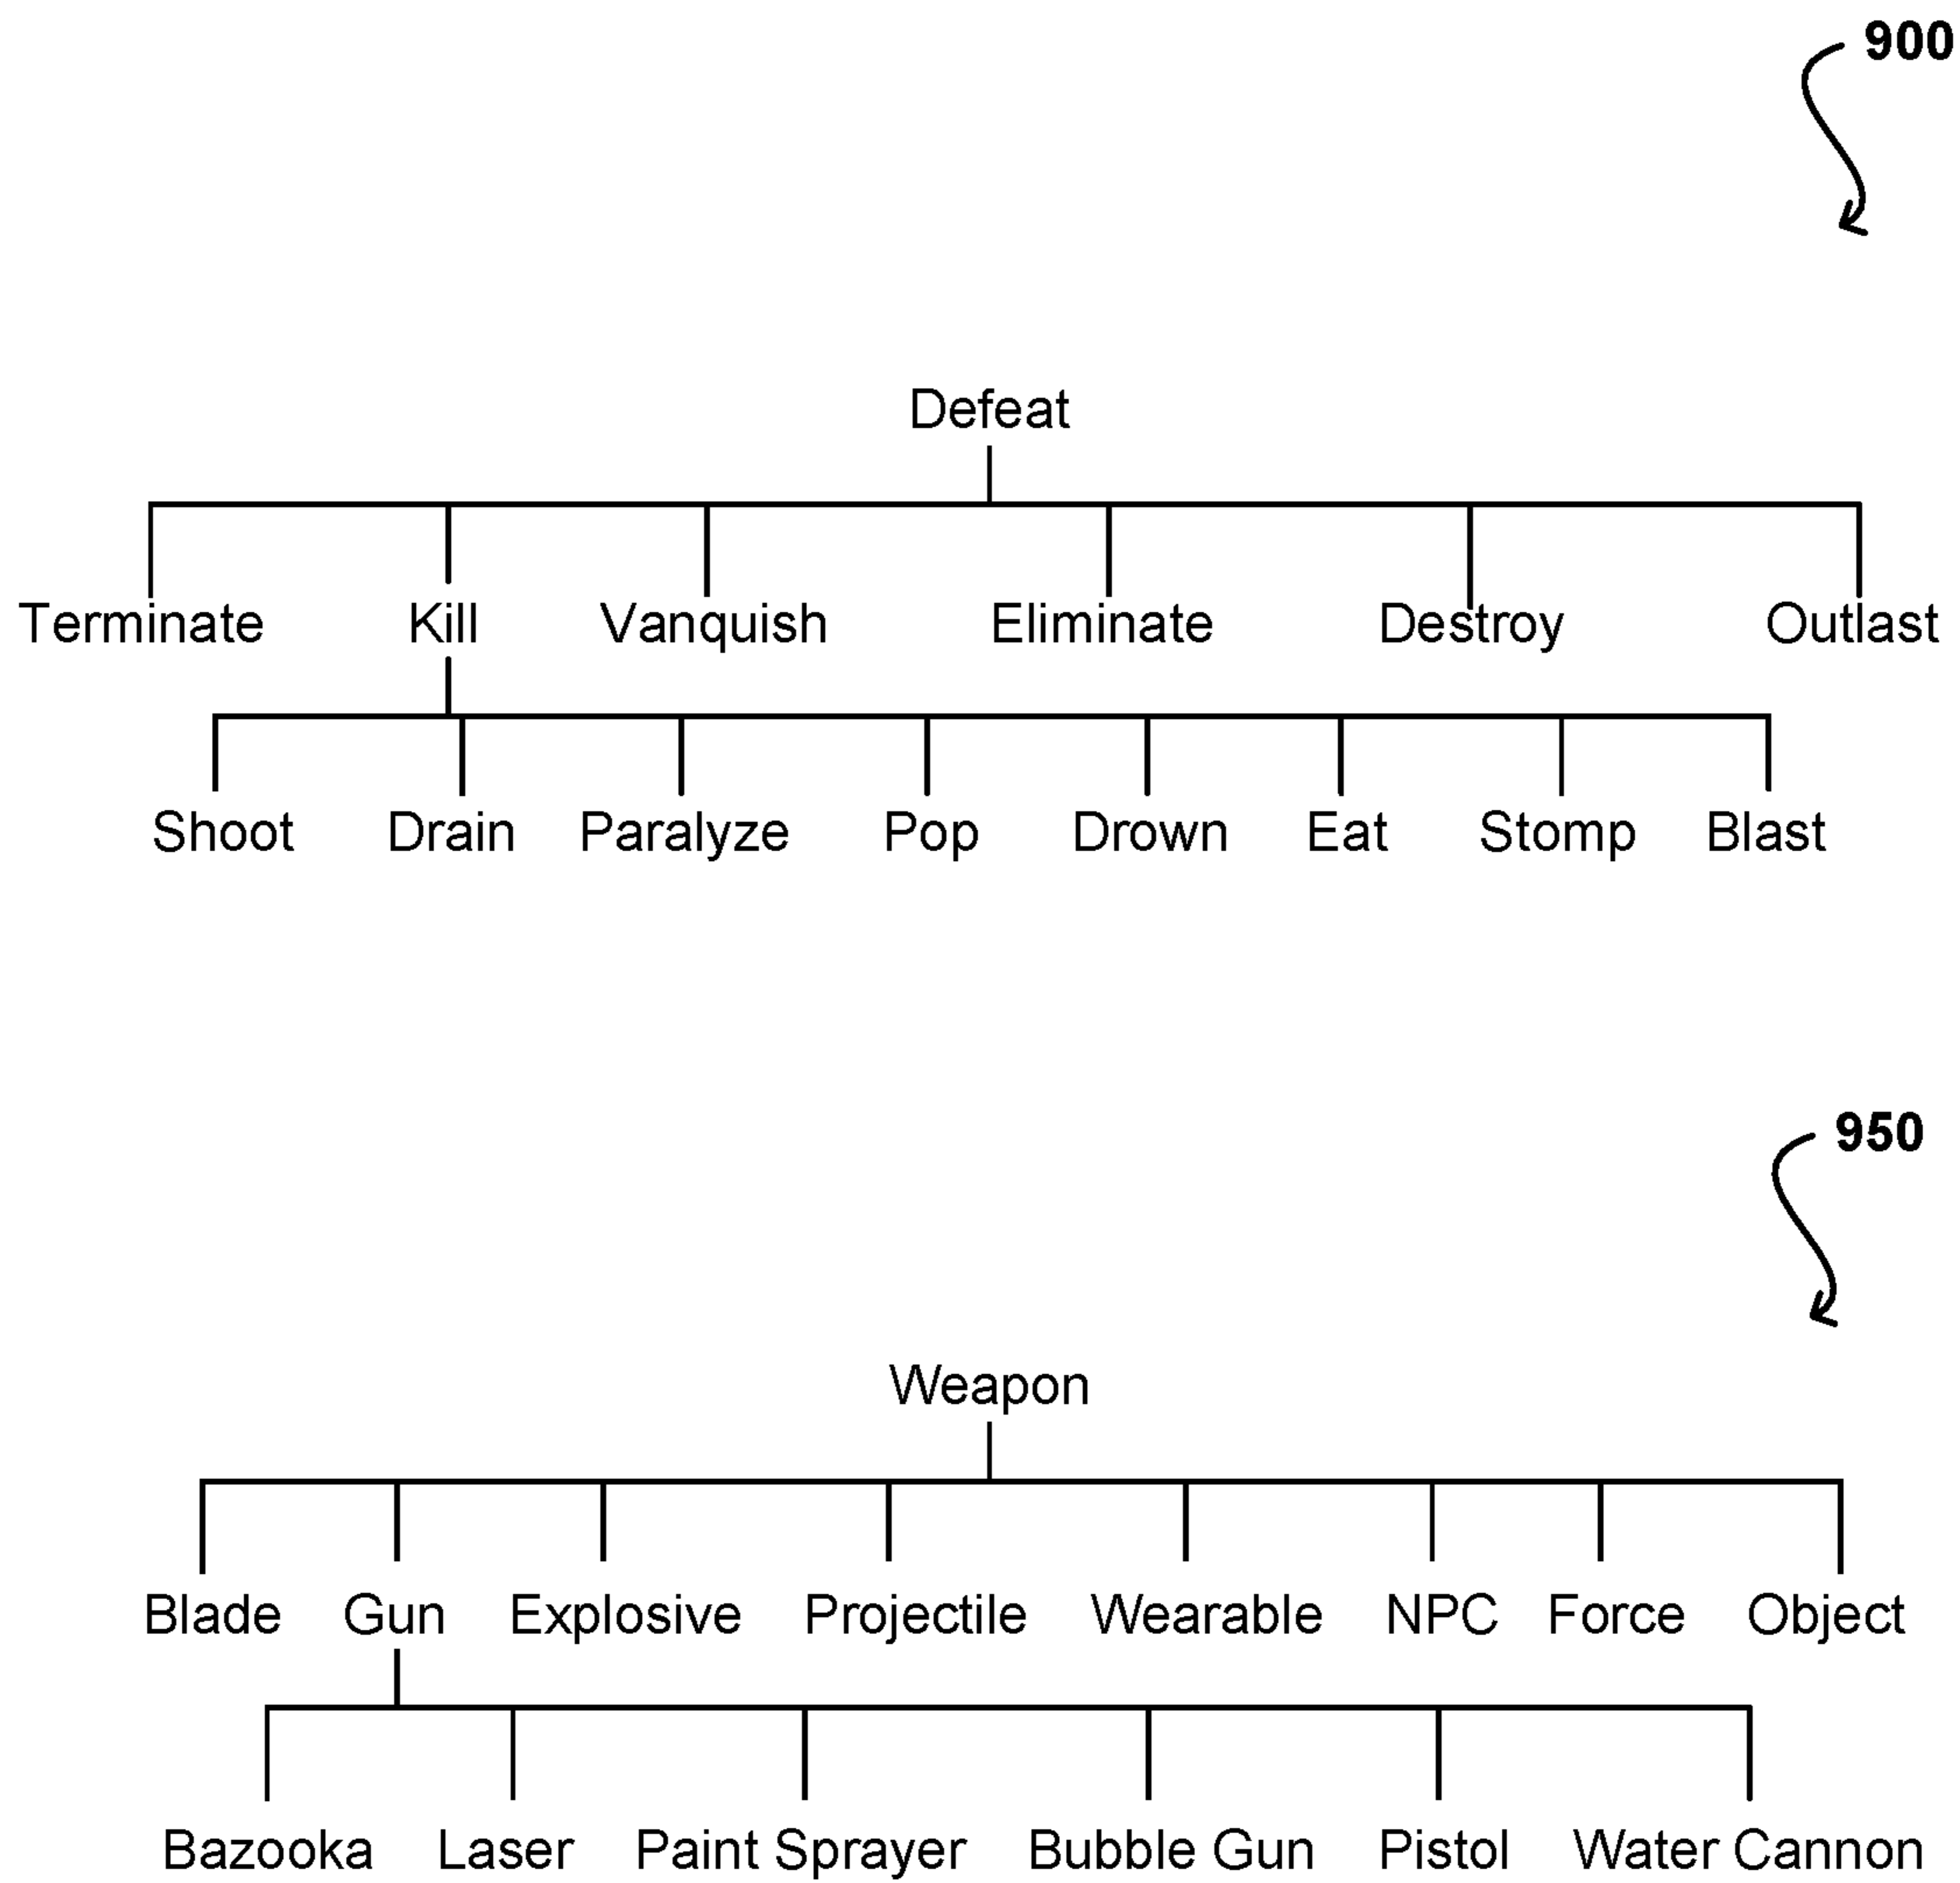 900
Defeat
Terminate Kill Vanquish Eliminate Destroy Outlast
Shoot Drain Paralyze Pop Drown Eat Stomp Blast
950
Weapon
Blade Gun Explosive Projectile Wearable NPC Force Object
Bazooka Laser Paint Sprayer Bubble Gun Pistol Water Cannon